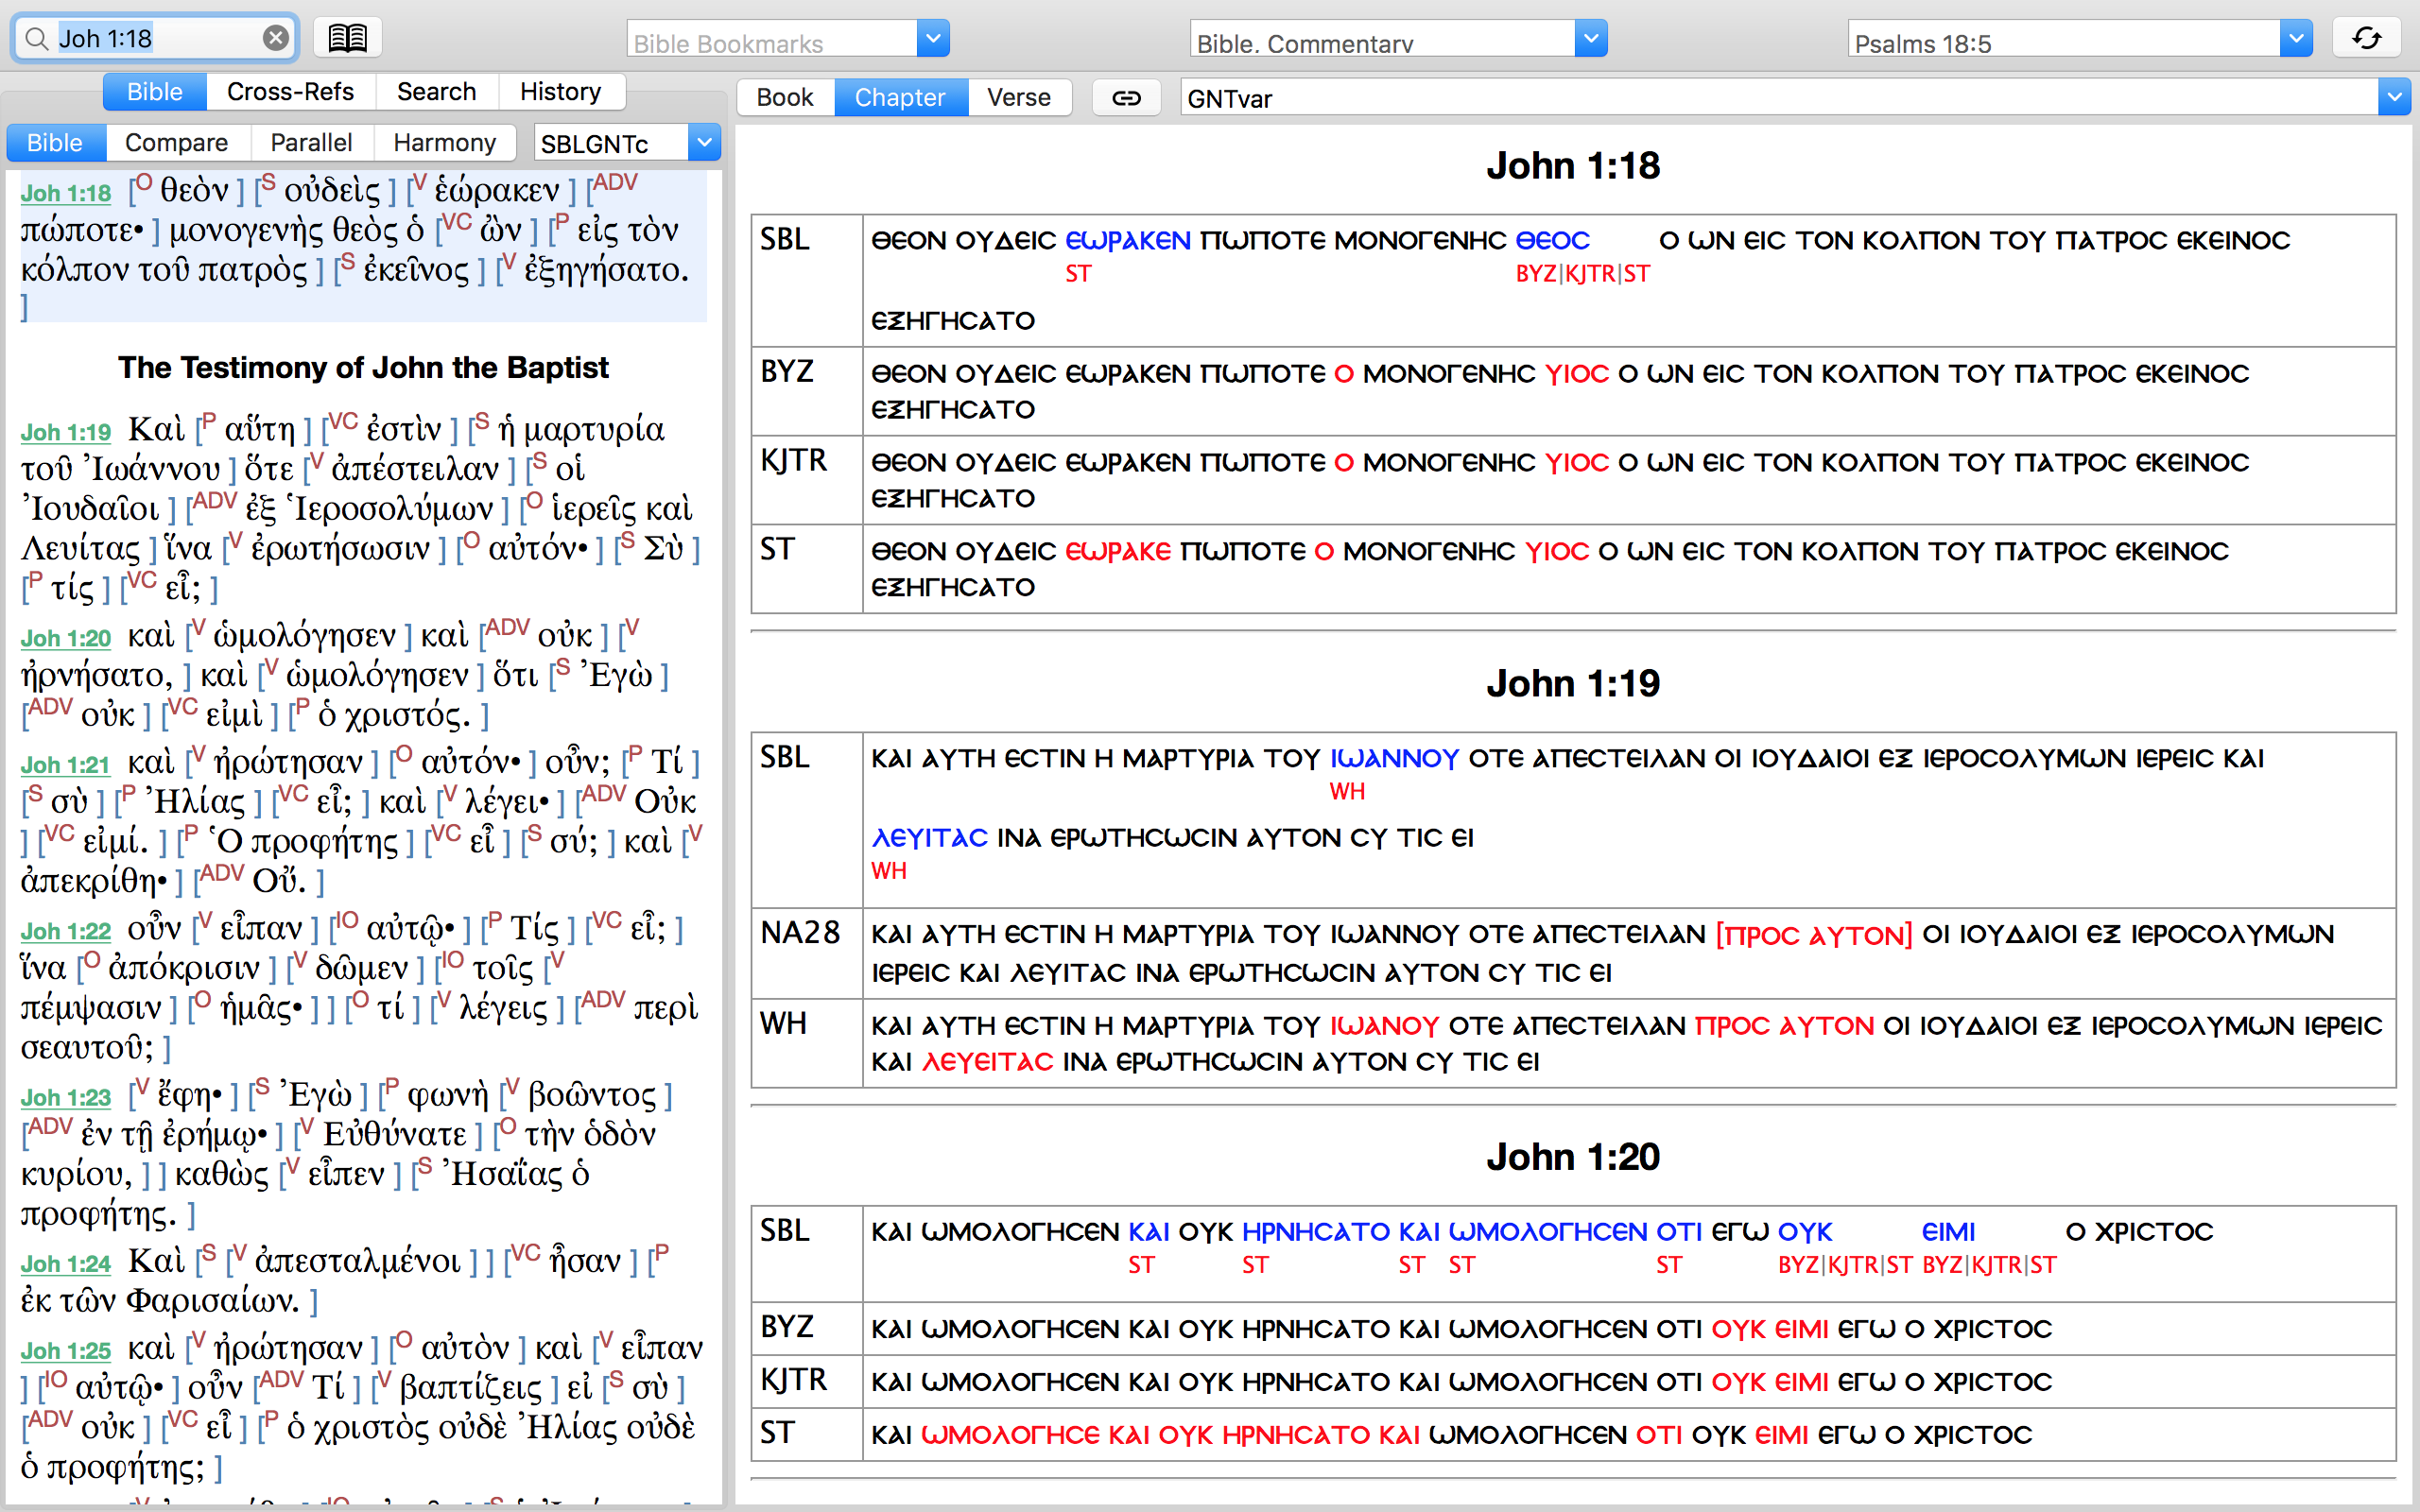 Joh 1:18
Bible Bookmarks
Bible, Commentary
Psalms 18:5
Bible Cross-Refs Search History
Bible Compare Parallel Harmony SBLGNTc
Joh 1:18 [O θεὸν ] [S οὐδεὶς ] [V ἑώρακεν ] [ADV
πώποτε• ] μονογενὴς θεὸς ὁ [VC ὢν ] [P εἰς τὸν
κόλπον τοῦ πατρὸς ] [S ἐκεῖνος ] [V ἐξηγήσατο.
]
The Testimony of John the Baptist
Joh 1:19 Καὶ [P αὕτη ] [VC ἐστὶν ] [S ἡ μαρτυρία
τοῦ Ἰωάννου ] ὅτε [V ἀπέστειλαν ] [S οἱ
Ἰουδαῖοι ] [ADV ἐξ Ἱεροσολύμων ] [O ἱερεῖς καὶ
Λευίτας ] ἵνα [V ἐρωτήσωσιν ] [O αὐτόν• ] [S Σὺ ]
[P τίς ] [VC εἶ; ]
Joh 1:20 καὶ [V ὡμολόγησεν ] καὶ [ADV οὐκ ] [V
ἠρνήσατο, ] καὶ [V ὡμολόγησεν ] ὅτι [S Ἐγὼ ]
[ADV οὐκ ] [VC εἰμὶ ] [P ὁ χριστός. ]
Joh 1:21 καὶ [V ἠρώτησαν ] [O αὐτόν• ] οὖν; [P Τί ]
[S σὺ ] [P Ἠλίας ] [VC εἶ; ] καὶ [V λέγει• ] [ADV Οὐκ
] [VC εἰμί. ] [P Ὁ προφήτης ] [VC εἶ ] [S σύ; ] καὶ [V
ἀπεκρίθη• ] [ADV Οὔ. ]
Joh 1:22 οὖν [V εἶπαν ] [IO αὐτῷ• ] [P Τίς ] [VC εἶ; ]
ἵνα [O ἀπόκρισιν ] [V δῶμεν ] [IO τοῖς [V
πέμψασιν ] [O ἡμᾶς• ] ] [O τί ] [V λέγεις ] [ADV περὶ
σεαυτοῦ; ]
Joh 1:23 [V ἔφη• ] [S Ἐγὼ ] [P φωνὴ [V βοῶντος ]
[ADV ἐν τῇ ἐρήμῳ• ] [V Εὐθύνατε ] [O τὴν ὁδὸν
κυρίου, ] ] καθὼς [V εἶπεν ] [S Ἠσαΐας ὁ
προφήτης. ]
Joh 1:24 Καὶ [S [V ἀπεσταλμένοι ] ] [VC ἦσαν ] [P
ἐκ τῶν Φαρισαίων. ]
Joh 1:25 καὶ [V ἠρώτησαν ] [O αὐτὸν ] καὶ [V εἶπαν
] [IO αὐτῷ• ] οὖν [ADV Τί ] [V βαπτίζεις ] εἰ [S σὺ ]
[ADV οὐκ ] [VC εἶ ] [P ὁ χριστὸς οὐδὲ Ἠλίας οὐδὲ
ὁ προφήτης; ]
Book Chapter Verse GNTvar
John 1:18
SBL ΘΕΟΝ ΟΥΔΕΙϹ ΕΩΡΑΚΕΝ ΠΩΠΟΤΕ ΜΟΝΟΓΕΝΗϹ ΘΕΟϹ Ο ΩΝ ΕΙϹ ΤΟΝ ΚΟΛΠΟΝ ΤΟΥ ΠΑΤΡΟϹ ΕΚΕΙΝΟϹ
ST BYZ|KJTR|ST
ΕΞΗΓΗϹΑΤΟ
BYZ ΘΕΟΝ ΟΥΔΕΙϹ ΕΩΡΑΚΕΝ ΠΩΠΟΤΕ Ο ΜΟΝΟΓΕΝΗϹ ΥΙΟϹ Ο ΩΝ ΕΙϹ ΤΟΝ ΚΟΛΠΟΝ ΤΟΥ ΠΑΤΡΟϹ ΕΚΕΙΝΟϹ
ΕΞΗΓΗϹΑΤΟ
KJTR ΘΕΟΝ ΟΥΔΕΙϹ ΕΩΡΑΚΕΝ ΠΩΠΟΤΕ Ο ΜΟΝΟΓΕΝΗϹ ΥΙΟϹ Ο ΩΝ ΕΙϹ ΤΟΝ ΚΟΛΠΟΝ ΤΟΥ ΠΑΤΡΟϹ ΕΚΕΙΝΟϹ
ΕΞΗΓΗϹΑΤΟ
ST ΘΕΟΝ ΟΥΔΕΙϹ ΕΩΡΑΚΕ ΠΩΠΟΤΕ Ο ΜΟΝΟΓΕΝΗϹ ΥΙΟϹ Ο ΩΝ ΕΙϹ ΤΟΝ ΚΟΛΠΟΝ ΤΟΥ ΠΑΤΡΟϹ ΕΚΕΙΝΟϹ
ΕΞΗΓΗϹΑΤΟ
John 1:19
SBL ΚΑΙ ΑΥΤΗ ΕϹΤΙΝ Η ΜΑΡΤΥΡΙΑ ΤΟΥ ΙΩΑΝΝΟΥ ΟΤΕ ΑΠΕϹΤΕΙΛΑΝ ΟΙ ΙΟΥΔΑΙΟΙ ΕΞ ΙΕΡΟϹΟΛΥΜΩΝ ΙΕΡΕΙϹ ΚΑΙ
WH
ΛΕΥΙΤΑϹ ΙΝΑ ΕΡΩΤΗϹΩϹΙΝ ΑΥΤΟΝ ϹΥ ΤΙϹ ΕΙ
WH
NA28 ΚΑΙ ΑΥΤΗ ΕϹΤΙΝ Η ΜΑΡΤΥΡΙΑ ΤΟΥ ΙΩΑΝΝΟΥ ΟΤΕ ΑΠΕϹΤΕΙΛΑΝ [ΠΡΟϹ ΑΥΤΟΝ] ΟΙ ΙΟΥΔΑΙΟΙ ΕΞ ΙΕΡΟϹΟΛΥΜΩΝ
ΙΕΡΕΙϹ ΚΑΙ ΛΕΥΙΤΑϹ ΙΝΑ ΕΡΩΤΗϹΩϹΙΝ ΑΥΤΟΝ ϹΥ ΤΙϹ ΕΙ
WH ΚΑΙ ΑΥΤΗ ΕϹΤΙΝ Η ΜΑΡΤΥΡΙΑ ΤΟΥ ΙΩΑΝΟΥ ΟΤΕ ΑΠΕϹΤΕΙΛΑΝ ΠΡΟϹ ΑΥΤΟΝ ΟΙ ΙΟΥΔΑΙΟΙ ΕΞ ΙΕΡΟϹΟΛΥΜΩΝ ΙΕΡΕΙϹ
ΚΑΙ ΛΕΥΕΙΤΑϹ ΙΝΑ ΕΡΩΤΗϹΩϹΙΝ ΑΥΤΟΝ ϹΥ ΤΙϹ ΕΙ
John 1:20
SBL ΚΑΙ ΩΜΟΛΟΓΗϹΕΝ ΚΑΙ ΟΥΚ ΗΡΝΗϹΑΤΟ ΚΑΙ ΩΜΟΛΟΓΗϹΕΝ ΟΤΙ ΕΓΩ ΟΥΚ ΕΙΜΙ Ο ΧΡΙϹΤΟϹ
ST ST ST ST ST BYZ|KJTR|ST BYZ|KJTR|ST
BYZ ΚΑΙ ΩΜΟΛΟΓΗϹΕΝ ΚΑΙ ΟΥΚ ΗΡΝΗϹΑΤΟ ΚΑΙ ΩΜΟΛΟΓΗϹΕΝ ΟΤΙ ΟΥΚ ΕΙΜΙ ΕΓΩ Ο ΧΡΙϹΤΟϹ
KJTR ΚΑΙ ΩΜΟΛΟΓΗϹΕΝ ΚΑΙ ΟΥΚ ΗΡΝΗϹΑΤΟ ΚΑΙ ΩΜΟΛΟΓΗϹΕΝ ΟΤΙ ΟΥΚ ΕΙΜΙ ΕΓΩ Ο ΧΡΙϹΤΟϹ
ST ΚΑΙ ΩΜΟΛΟΓΗϹΕ ΚΑΙ ΟΥΚ ΗΡΝΗϹΑΤΟ ΚΑΙ ΩΜΟΛΟΓΗϹΕΝ ΟΤΙ ΟΥΚ ΕΙΜΙ ΕΓΩ Ο ΧΡΙϹΤΟϹ